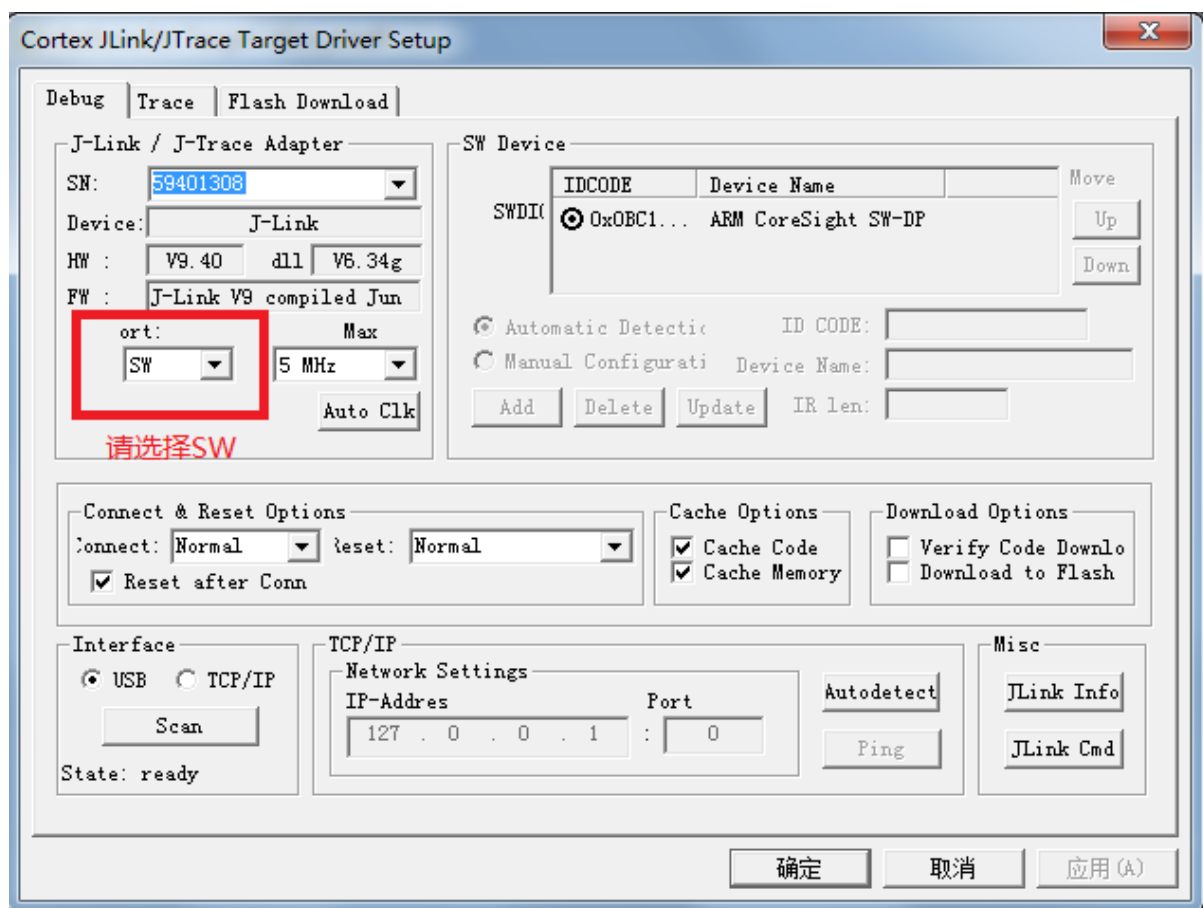 Cortex JLink/JTrace Target Driver Setup
Debug Trace Flash Download
J-Link / J-Trace Adapter
SN: 59401308
Device: J-Link
HW : V9.40 dll V6.34g
FW : J-Link V9 compiled Jun
ort: Max
SW 5 MHz
Auto Clk
请选择SW
SW Device
IDCODE Device Name
SWDI( 0x0BC1... ARM CoreSight SW-DP
Move
Up
Down
Automatic Detectic ID CODE:
Manual Configurati Device Name:
Add Delete Update IR len:
Connect & Reset Options
onnect: Normal eset: Normal
Reset after Conn
Cache Options
Cache Code
Cache Memory
Download Options
Verify Code Downlo
Download to Flash
Interface
USB TCP/IP
Scan
State: ready
TCP/IP
Network Settings
IP-Addres Port
127 . 0 . 0 . 1 : 0
Autodetect
Ping
Misc
JLink Info
JLink Cmd
确定 取消 应用(A)